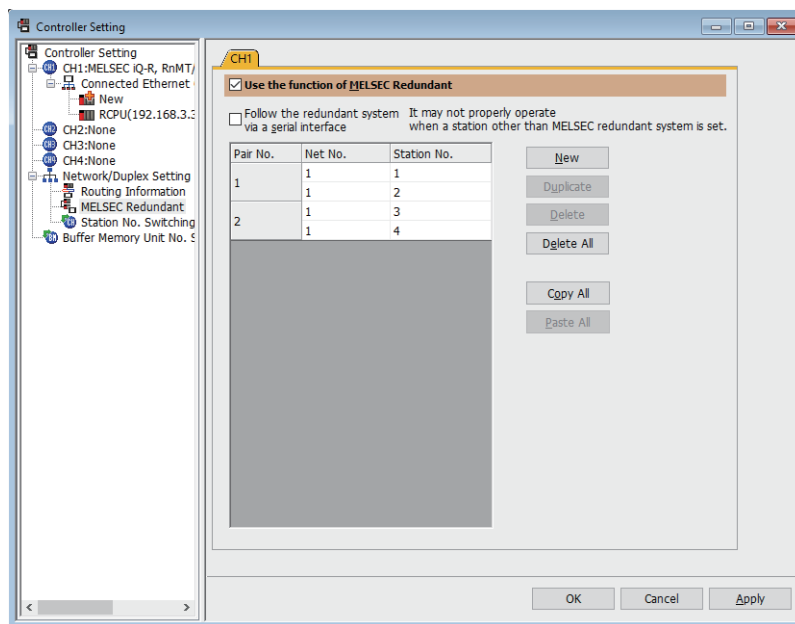 Controller Setting
Controller Setting
CH1:MELSEC iQ-R, RnMT/
Connected Ethernet
New
RCPU(192.168.3.3
CH2:None
CH3:None
CH4:None
Network/Duplex Setting
Routing Information
MELSEC Redundant
Station No. Switching
Buffer Memory Unit No. S
CH1
Use the function of MELSEC Redundant
Follow the redundant system It may not properly operate
via a serial interface when a station other than MELSEC redundant system is set.
Pair No. Net No. Station No.
1 1 1
1 2
2 1 3
1 4
New
Duplicate
Delete
Delete All
Copy All
Paste All
OK Cancel Apply